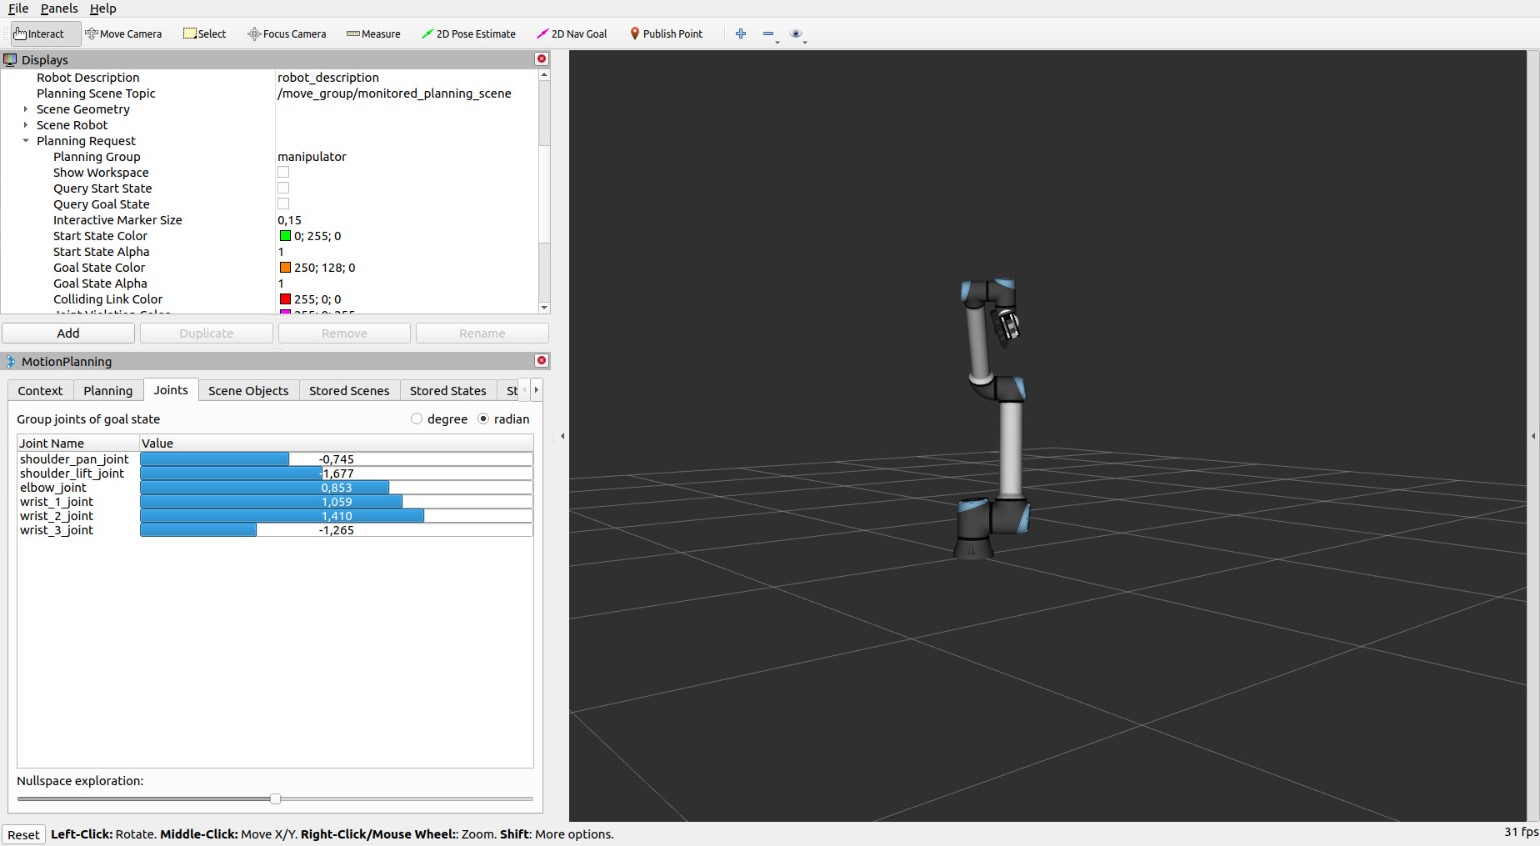 File Panels Help
Interact Move Camera Select Focus Camera Measure 2D Pose Estimate 2D Nav Goal Publish Point
Displays
Robot Description robot_description
Planning Scene Topic /move_group/monitored_planning_scene
Scene Geometry
Scene Robot
Planning Request
Planning Group manipulator
Show Workspace
Query Start State
Query Goal State
Interactive Marker Size 0,15
Start State Color 0; 255; 0
Start State Alpha 1
Goal State Color 250; 128; 0
Goal State Alpha 1
Colliding Link Color 255; 0; 0
Joint Violation Color 255; 0; 255
Add Duplicate Remove Rename
MotionPlanning
Context Planning Joints Scene Objects Stored Scenes Stored States St
Group joints of goal state degree radian
Joint Name Value
shoulder_pan_joint -0,745
shoulder_lift_joint -1,677
elbow_joint 0,853
wrist_1_joint 1,059
wrist_2_joint 1,410
wrist_3_joint -1,265
Nullspace exploration:
Reset Left-Click: Rotate. Middle-Click: Move X/Y. Right-Click/Mouse Wheel:: Zoom. Shift: More options. 31 fps